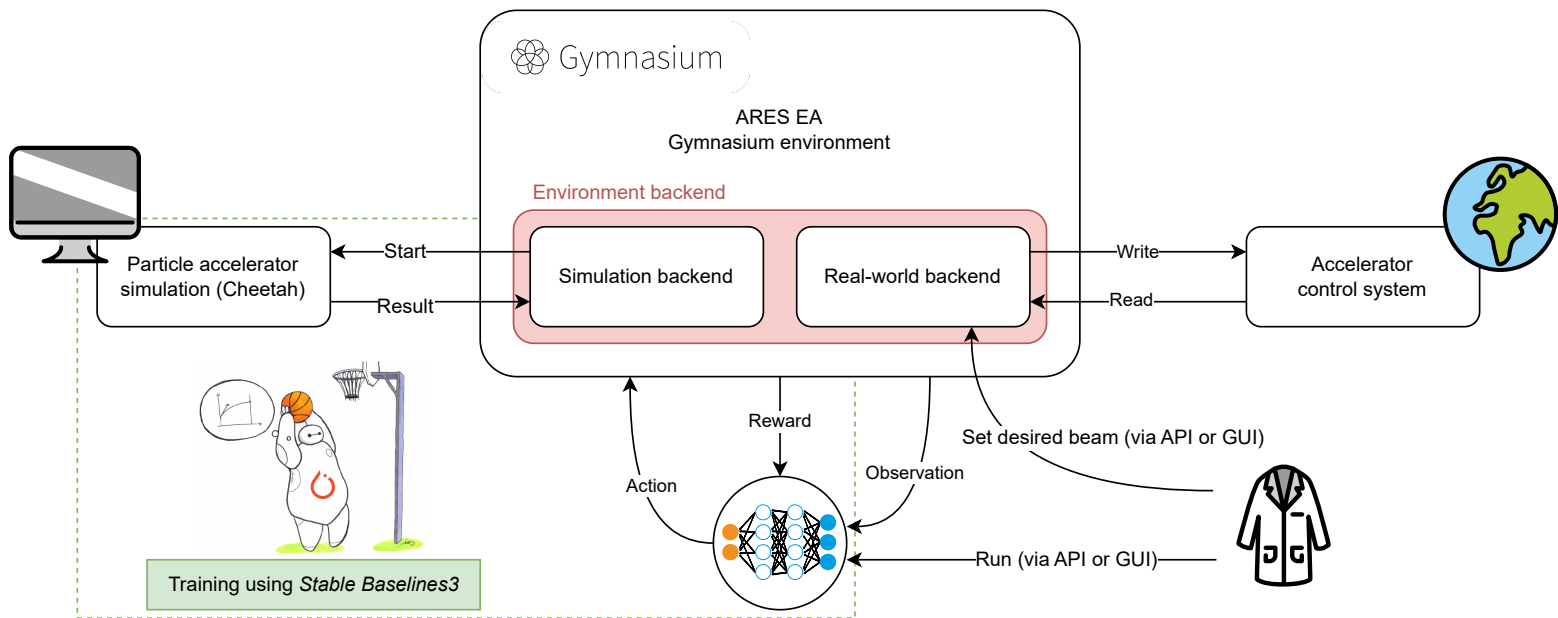 Gymnasium
ARES EA
Gymnasium environment
Environment backend
Start
Write
Particle accelerator
simulation (Cheetah)
Simulation backend
Real-world backend
Accelerator
control system
Result
Read
Reward
Set desired beam (via API or GUI)
Action
Observation
Run (via API or GUI)
Training using Stable Baselines3